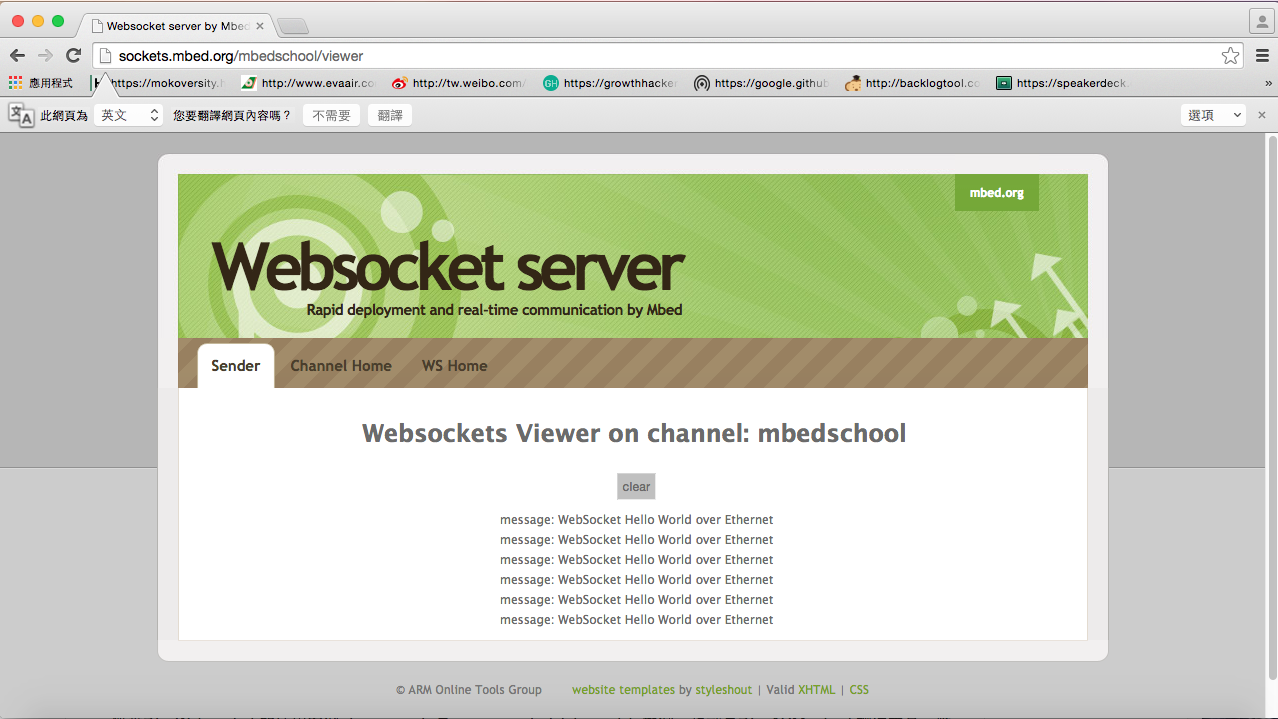 Websocket server by Mbed
sockets.mbed.org/mbedschool/viewer
應用程式 https://mokoversity. http://www.evaair.co http://tw.weibo.com/ GH https://growthhacker https://google.github http://backlogtool.co https://speakerdeck. »
此網頁為 英文 您要翻譯網頁內容嗎？ 不需要 翻譯 選項
mbed.org
Websocket server
Rapid deployment and real-time communication by Mbed
Sender Channel Home WS Home
Websockets Viewer on channel: mbedschool
clear
message: WebSocket Hello World over Ethernet
message: WebSocket Hello World over Ethernet
message: WebSocket Hello World over Ethernet
message: WebSocket Hello World over Ethernet
message: WebSocket Hello World over Ethernet
message: WebSocket Hello World over Ethernet
© ARM Online Tools Group website templates by styleshout | Valid XHTML | CSS